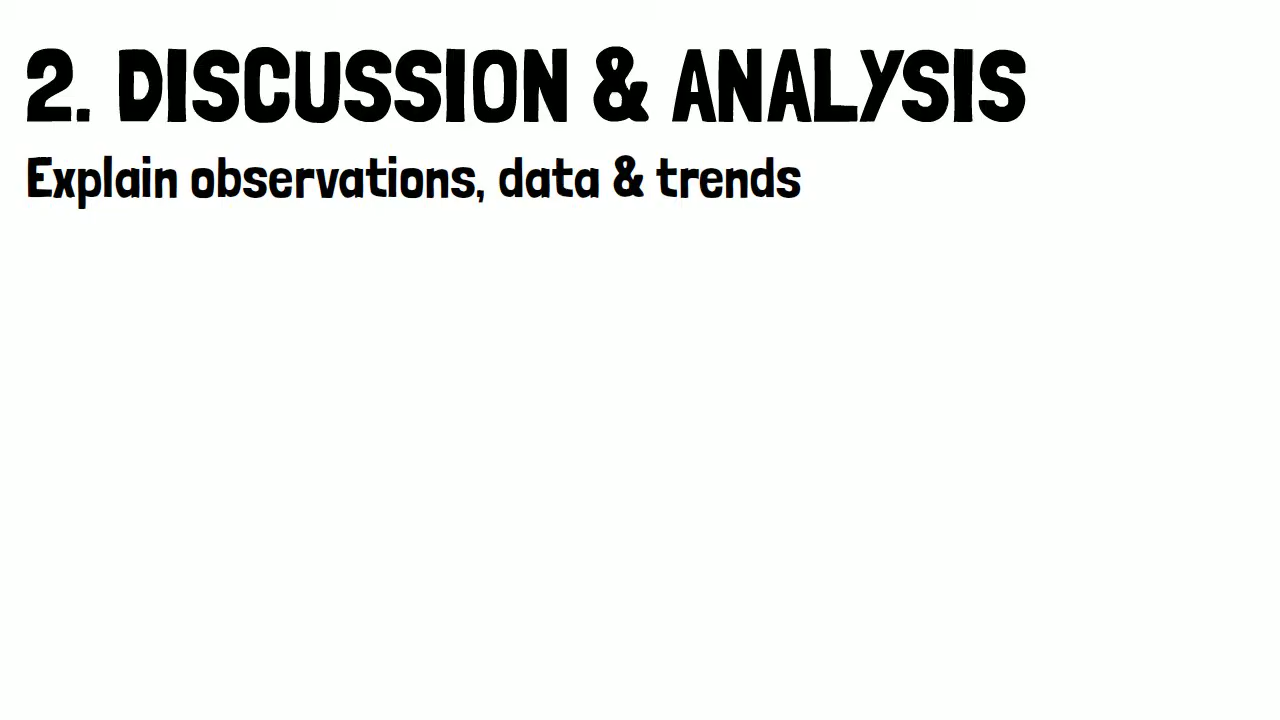 2. DISCUSSION & ANALYSIS
Explain observations, data & trends